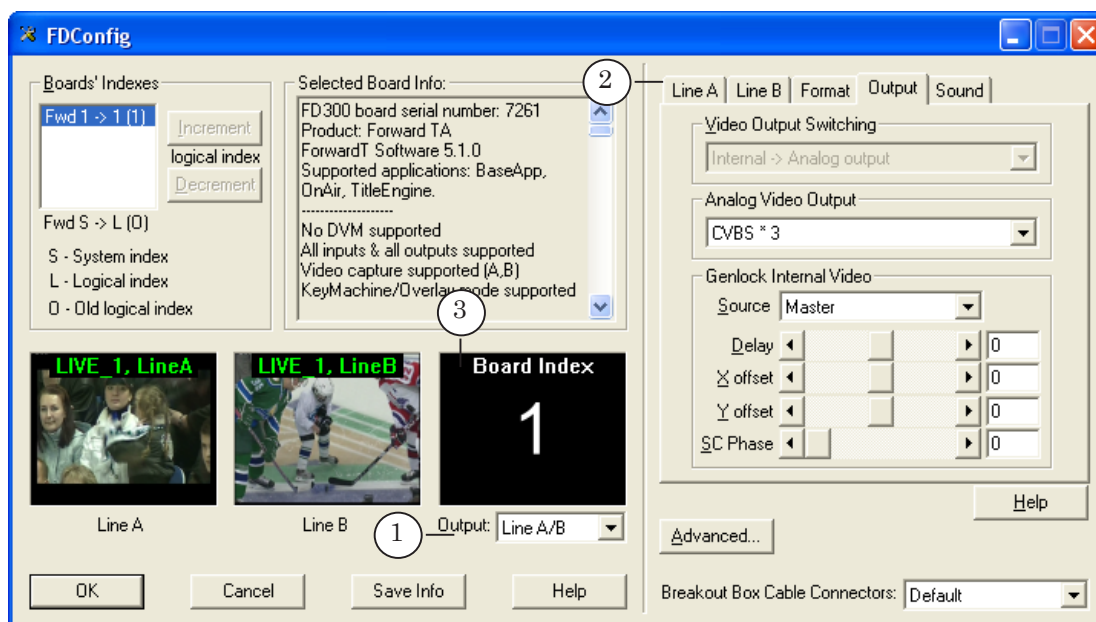 FDConfig
Boards' Indexes
Fwd 1 -> 1 (1)
Increment
logical index
Decrement
Fwd S -> L (O)
S - System index
L - Logical index
O - Old logical index
Selected Board Info:
FD300 board serial number: 7261
Product: Forward TA
ForwardT Software 5.1.0
Supported applications: BaseApp,
OnAir, TitleEngine.
--------------------
No DVM supported
All inputs & all outputs supported
Video capture supported (A,B)
KeyMachine/Overlay mode supported
2
3
LIVE_1, LineA
LIVE_1, LineB
Board Index
1
Line A
Line B
1
Output: Line A/B
OK
Cancel
Save Info
Help
Line A
Line B
Format
Output
Sound
Video Output Switching
Internal -> Analog output
Analog Video Output
CVBS * 3
Genlock Internal Video
Source Master
Delay 0
X offset 0
Y offset 0
SC Phase 0
Help
Advanced...
Breakout Box Cable Connectors: Default